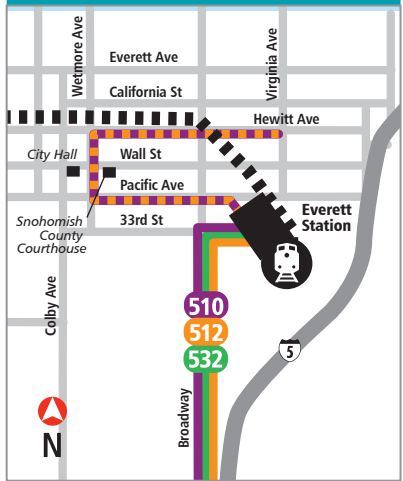 Wetmore Ave
Virginia Ave
Everett Ave
California St
Hewitt Ave
City Hall
Wall St
Pacific Ave
Snohomish
County
Courthouse
33rd St
Everett
Station
Colby Ave
510
512
532
5
Broadway
N